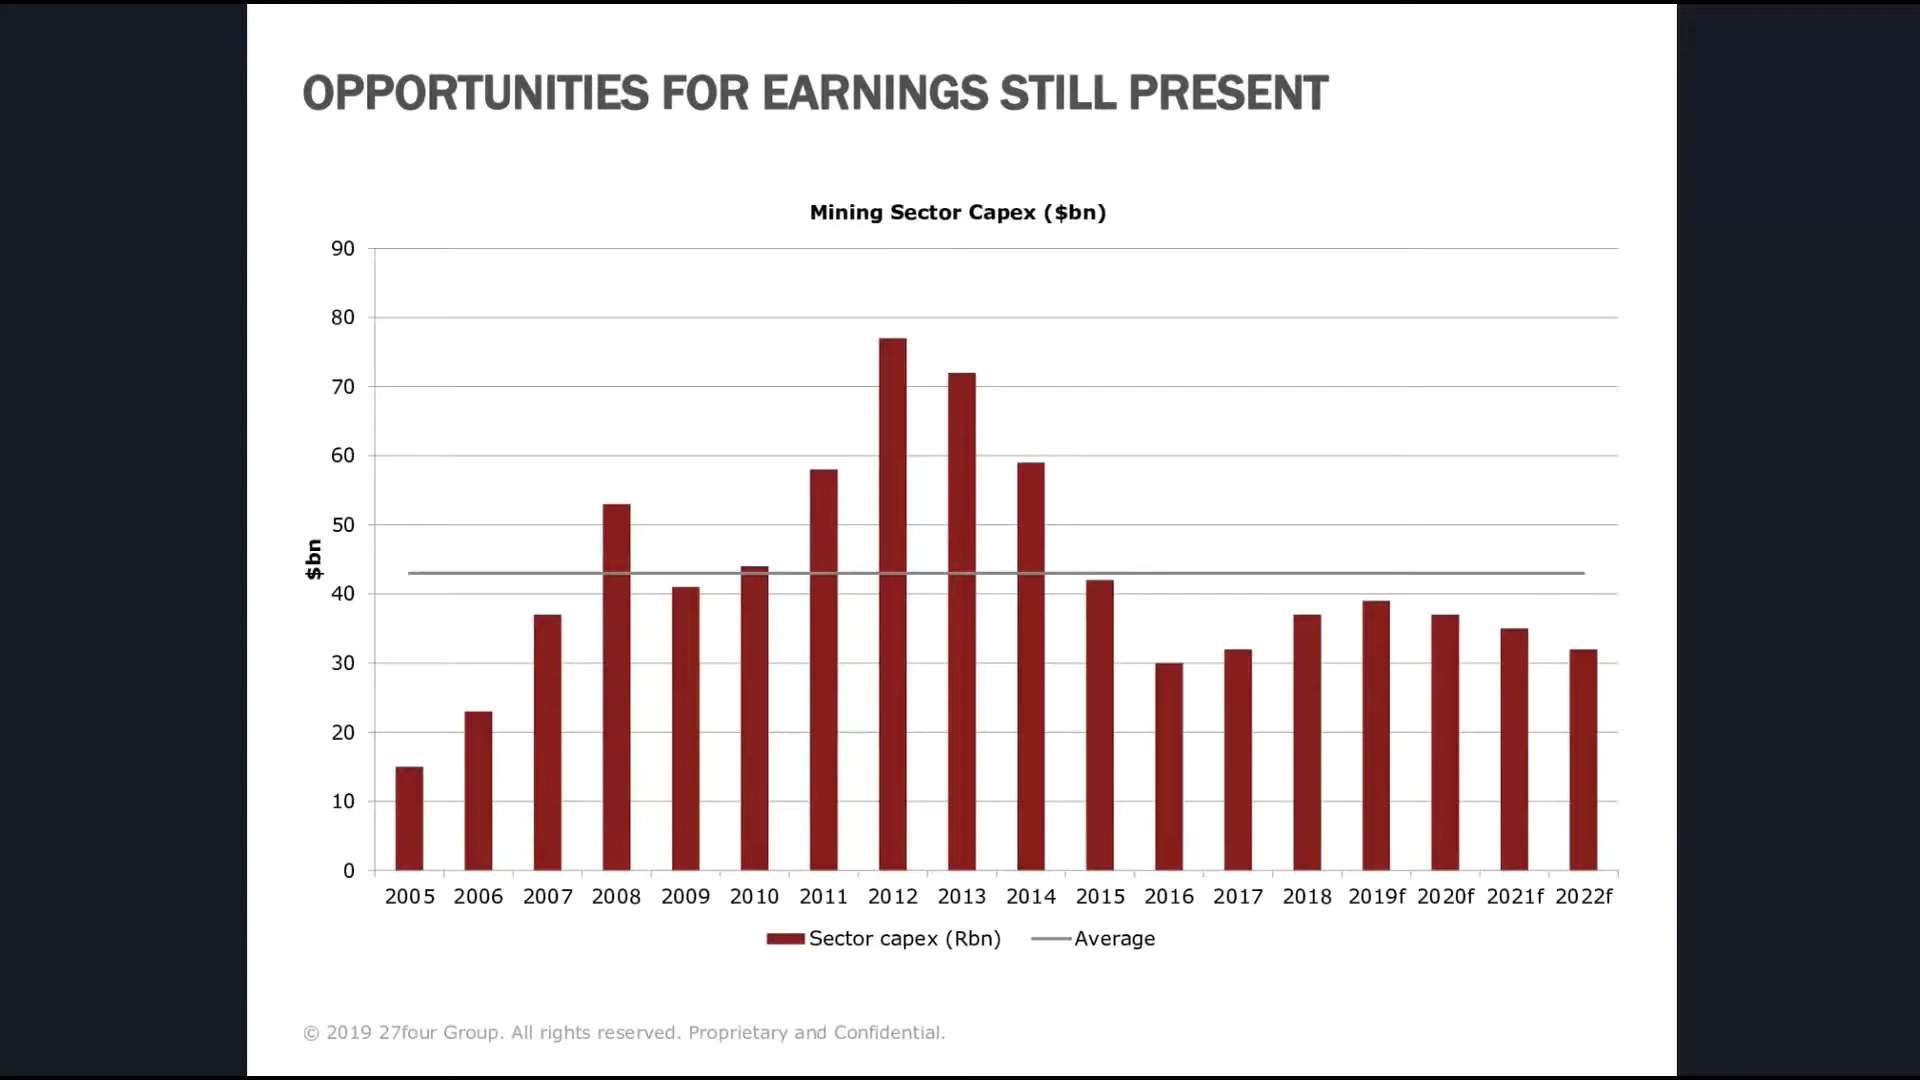 OPPORTUNITIES FOR EARNINGS STILL PRESENT
Mining Sector Capex ($bn)
90
80
70
60
50
40
30
20
10
0
$bn
2005 2006 2007 2008 2009 2010 2011 2012 2013 2014 2015 2016 2017 2018 2019f 2020f 2021f 2022f
Sector capex (Rbn) Average
© 2019 27four Group. All rights reserved. Proprietary and Confidential.